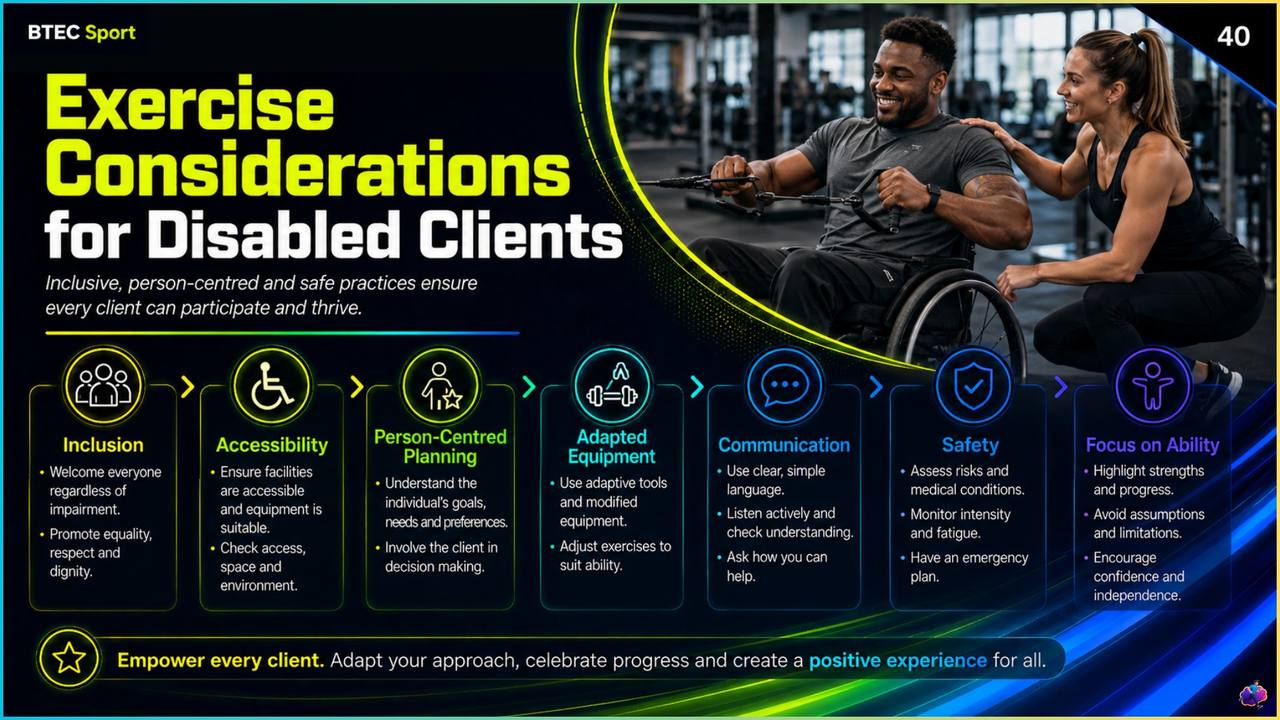 BTEC Sport
40
Exercise
Considerations
for Disabled Clients
Inclusive, person-centred and safe practices ensure
every client can participate and thrive.
Inclusion
• Welcome everyone
regardless of
impairment.
• Promote equality,
respect and
dignity.
Accessibility
• Ensure facilities
are accessible
and equipment is
suitable.
• Check access,
space and
environment.
Person-Centred
Planning
• Understand the
individual's goals,
needs and preferences.
• Involve the client in
decision making.
Adapted
Equipment
• Use adaptive tools
and modified
equipment.
• Adjust exercises to
suit ability.
Communication
• Use clear, simple
language.
• Listen actively and
check understanding.
• Ask how you can
help.
Safety
• Assess risks and
medical conditions.
• Monitor intensity
and fatigue.
• Have an emergency
plan.
Focus on Ability
• Highlight strengths
and progress.
• Avoid assumptions
and limitations.
• Encourage
confidence and
independence.
Empower every client. Adapt your approach, celebrate progress and create a positive experience for all.